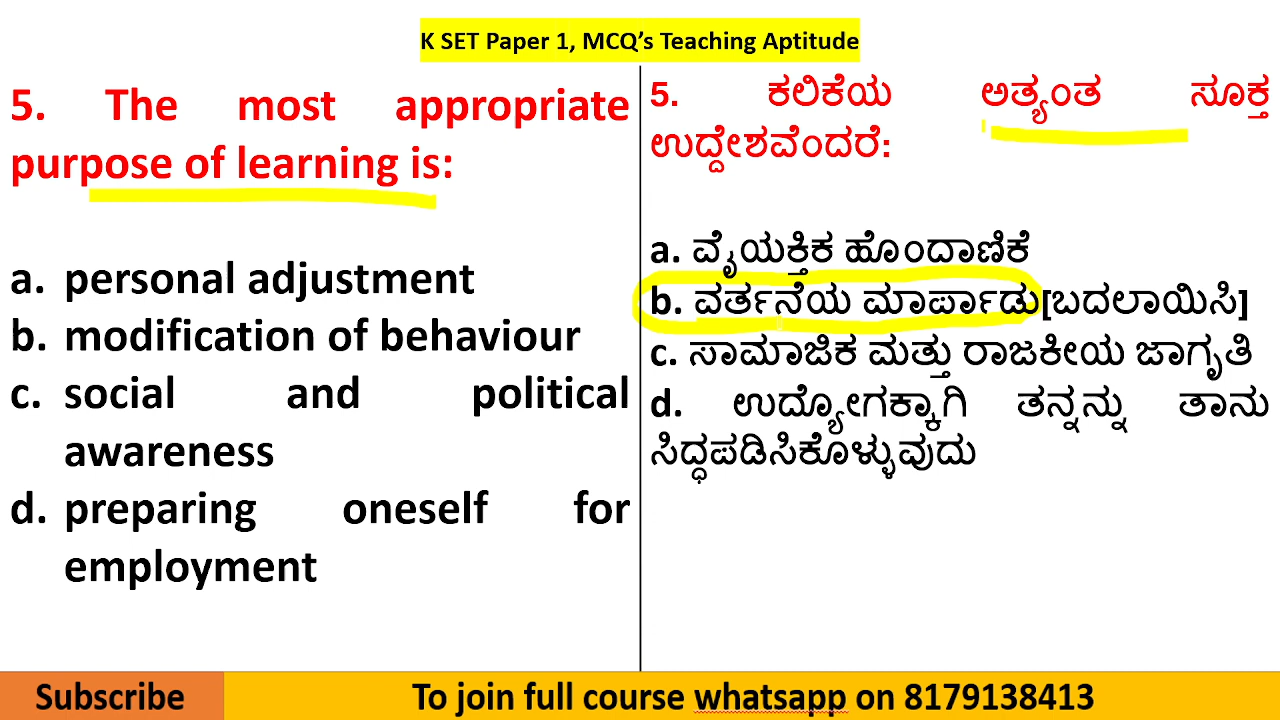 K SET Paper 1, MCQ's Teaching Aptitude
5. The most appropriate
purpose of learning is:
a. personal adjustment
b. modification of behaviour
c. social and political
awareness
d. preparing oneself for
employment
5. ಕಲಿಕೆಯ ಅತ್ಯಂತ ಸೂಕ್ತ
ಉದ್ದೇಶವೆಂದರೆ:
a. ವೈಯಕ್ತಿಕ ಹೊಂದಾಣಿಕೆ
b. ವರ್ತನೆಯ ಮಾರ್ಪಾಡು[ಬದಲಾಯಿಸಿ]
c. ಸಾಮಾಜಿಕ ಮತ್ತು ರಾಜಕೀಯ ಜಾಗೃತಿ
d. ಉದ್ಯೋಗಕ್ಕಾಗಿ ತನ್ನನ್ನು ತಾನು
ಸಿದ್ಧಪಡಿಸಿಕೊಳ್ಳುವುದು
Subscribe
To join full course whatsapp on 8179138413